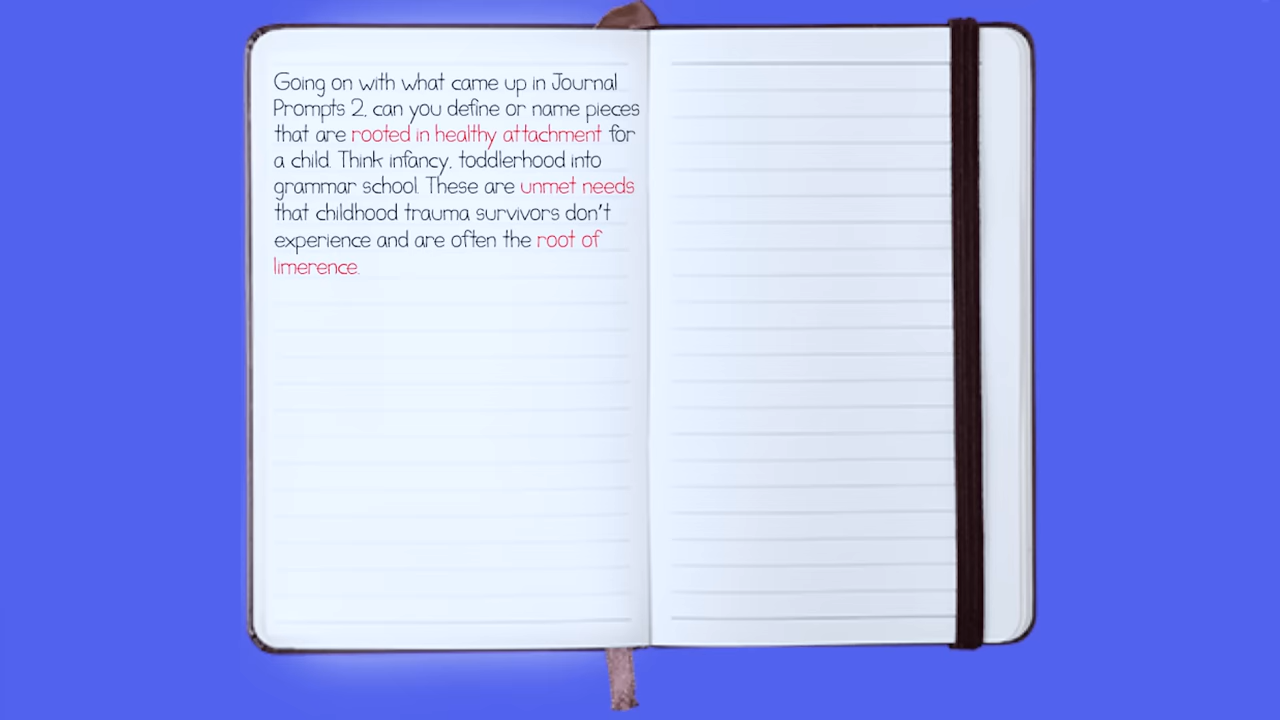 Going on with what came up in Journal
Prompts 2, can you define or name pieces
that are rooted in healthy attachment for
a child. Think infancy, toddlerhood into
grammar school. These are unmet needs
that childhood trauma survivors don't
experience and are often the root of
limerence.